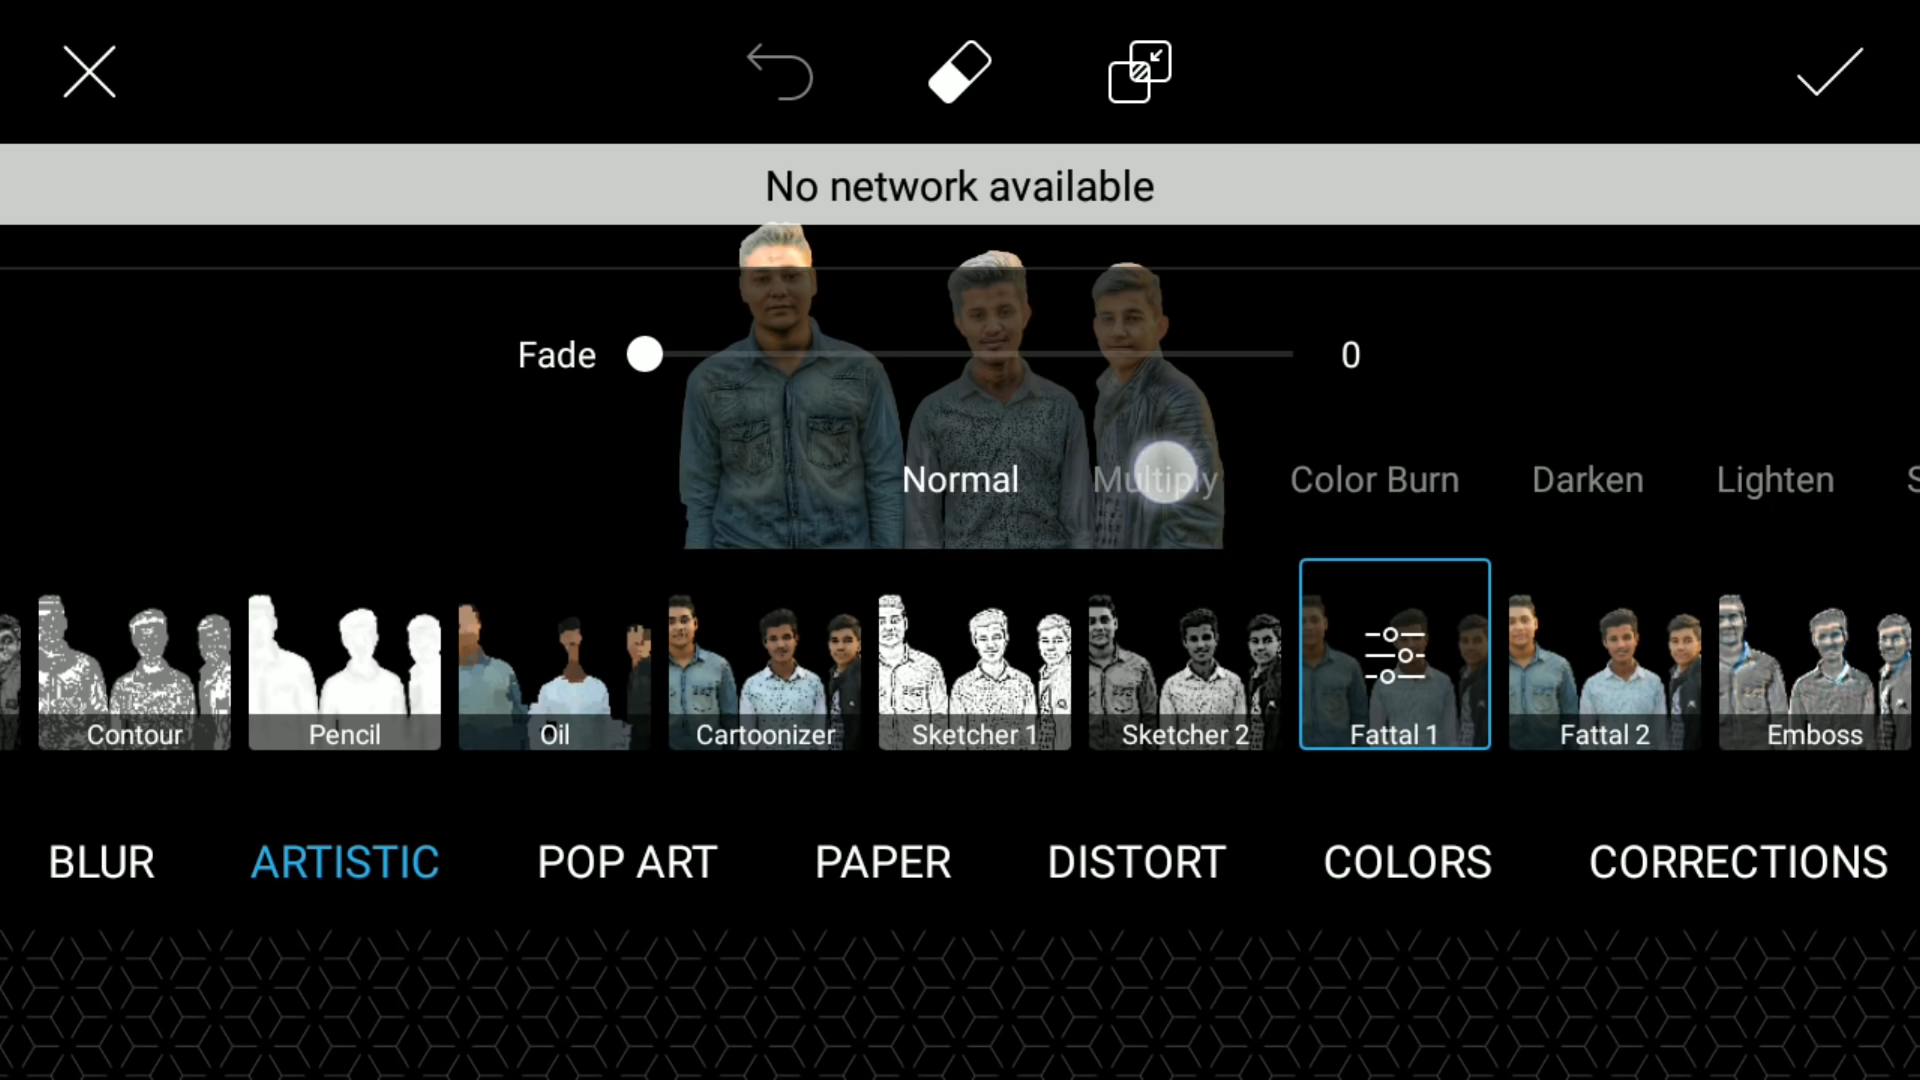 No network available
Fade 0
Normal Multiply Color Burn Darken Lighten S
Contour Pencil Oil Cartoonizer Sketcher 1 Sketcher 2 Fattal 1 Fattal 2 Emboss
BLUR ARTISTIC POP ART PAPER DISTORT COLORS CORRECTIONS